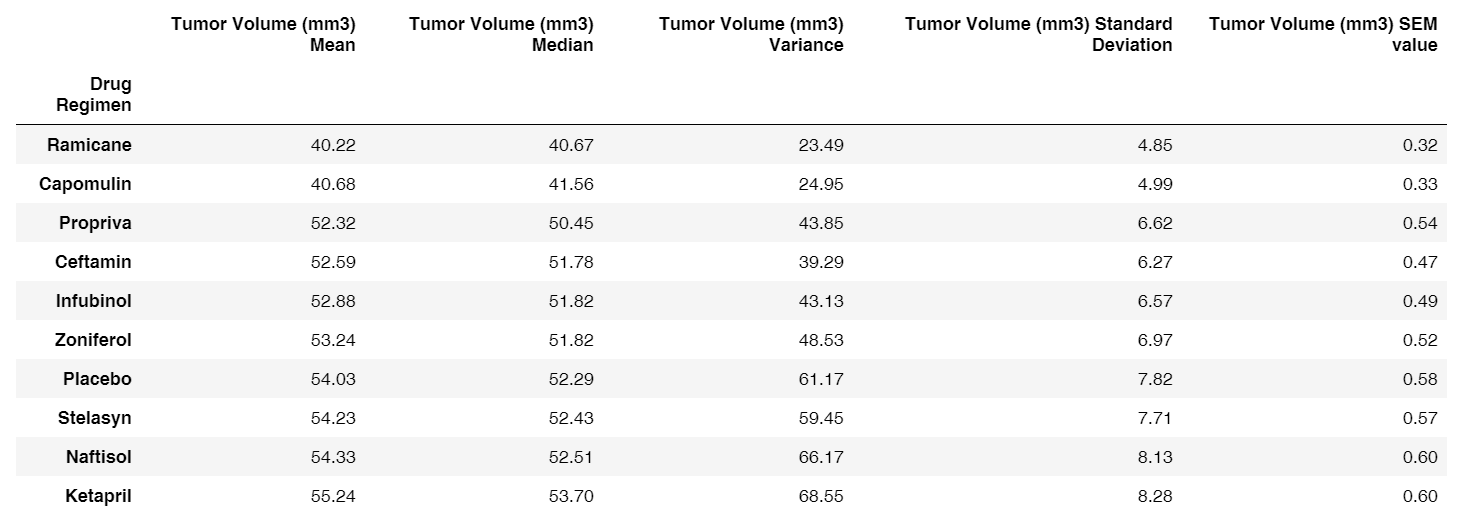 Tumor Volume (mm3) Mean Tumor Volume (mm3) Median Tumor Volume (mm3) Variance Tumor Volume (mm3) Standard Deviation Tumor Volume (mm3) SEM value
Drug Regimen
Ramicane 40.22 40.67 23.49 4.85 0.32
Capomulin 40.68 41.56 24.95 4.99 0.33
Propriva 52.32 50.45 43.85 6.62 0.54
Ceftamin 52.59 51.78 39.29 6.27 0.47
Infubinol 52.88 51.82 43.13 6.57 0.49
Zoniferol 53.24 51.82 48.53 6.97 0.52
Placebo 54.03 52.29 61.17 7.82 0.58
Stelasyn 54.23 52.43 59.45 7.71 0.57
Naftisol 54.33 52.51 66.17 8.13 0.60
Ketapril 55.24 53.70 68.55 8.28 0.60